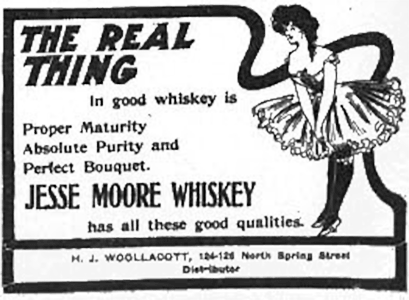 THE REAL
THING
In good whiskey is
Proper Maturity
Absolute Purity and
Perfect Bouquet.
JESSE MOORE WHISKEY
has all these good qualities.
H. J. WOOLLACOTT, 124-126 North Spring Street
Distributor